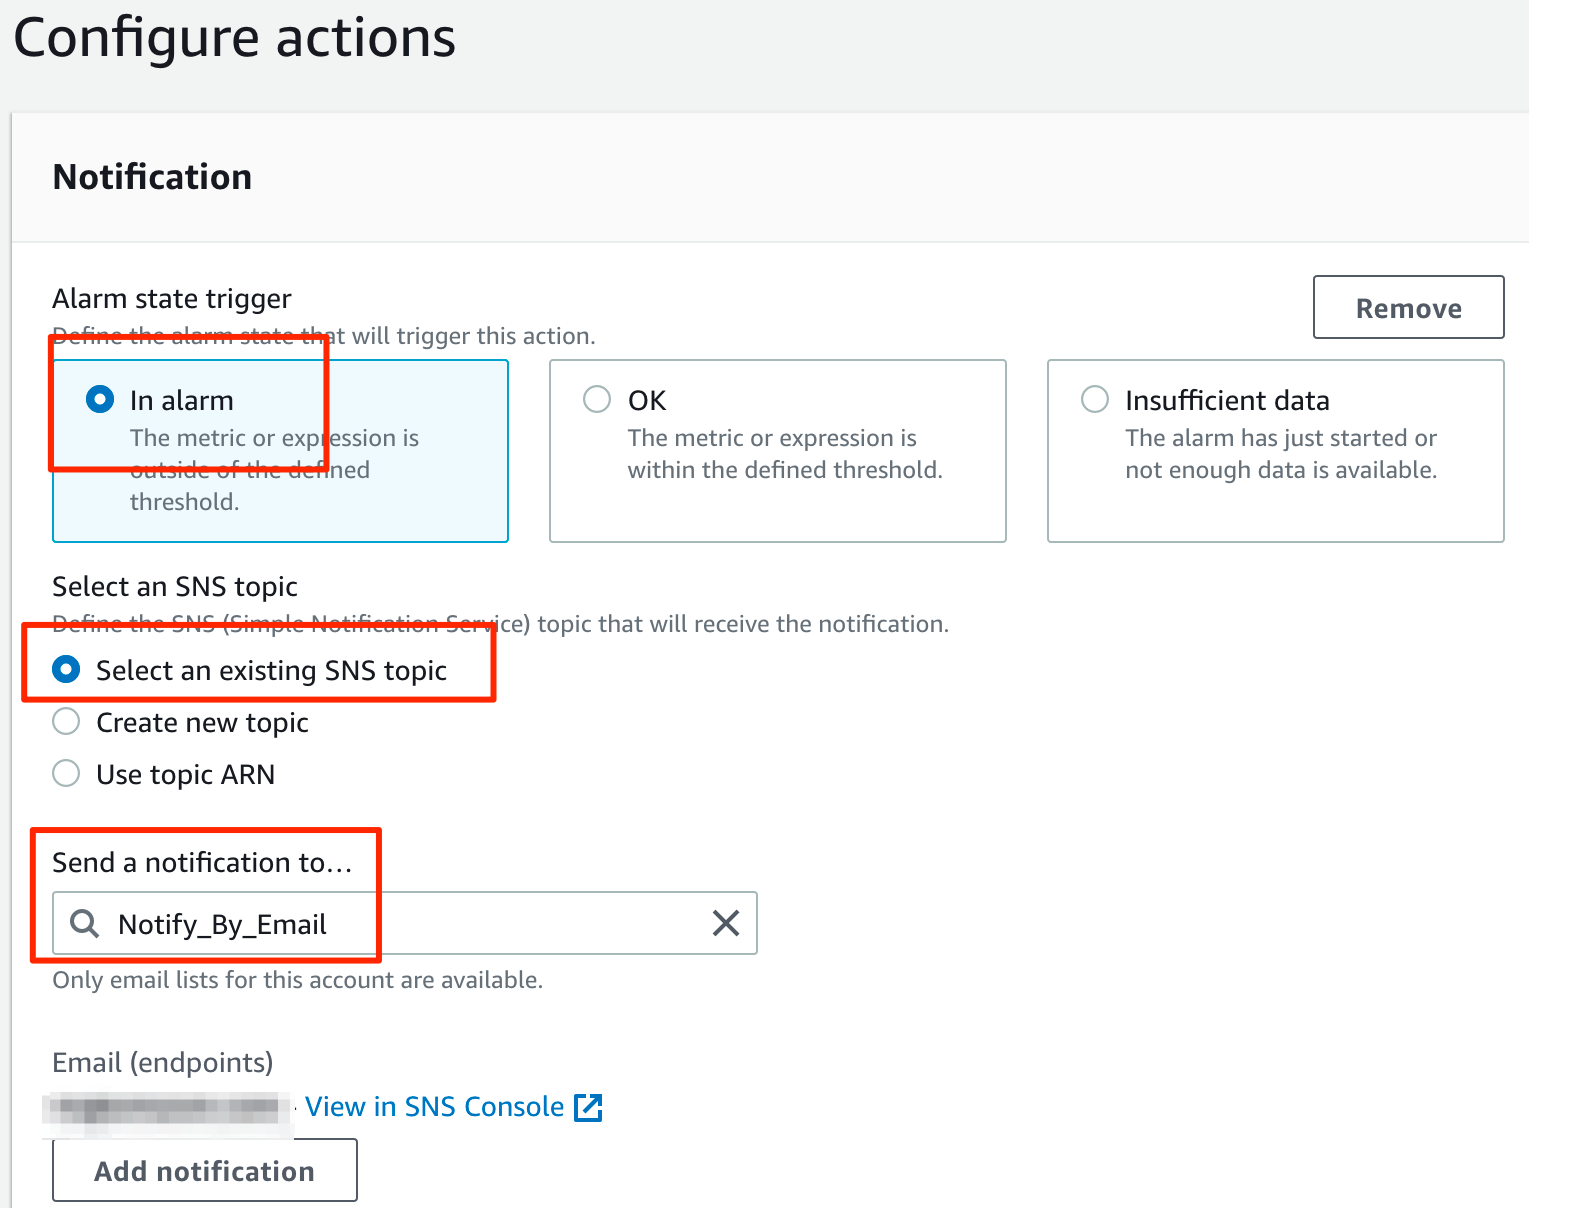 Configure actions
Notification
Alarm state trigger
Define the alarm state that will trigger this action.
Remove
In alarm
The metric or expression is
outside of the defined
threshold.
OK
The metric or expression is
within the defined threshold.
Insufficient data
The alarm has just started or
not enough data is available.
Select an SNS topic
Define the SNS (Simple Notification Service) topic that will receive the notification.
Select an existing SNS topic
Create new topic
Use topic ARN
Send a notification to…
Notify_By_Email
Only email lists for this account are available.
Email (endpoints)
View in SNS Console
Add notification